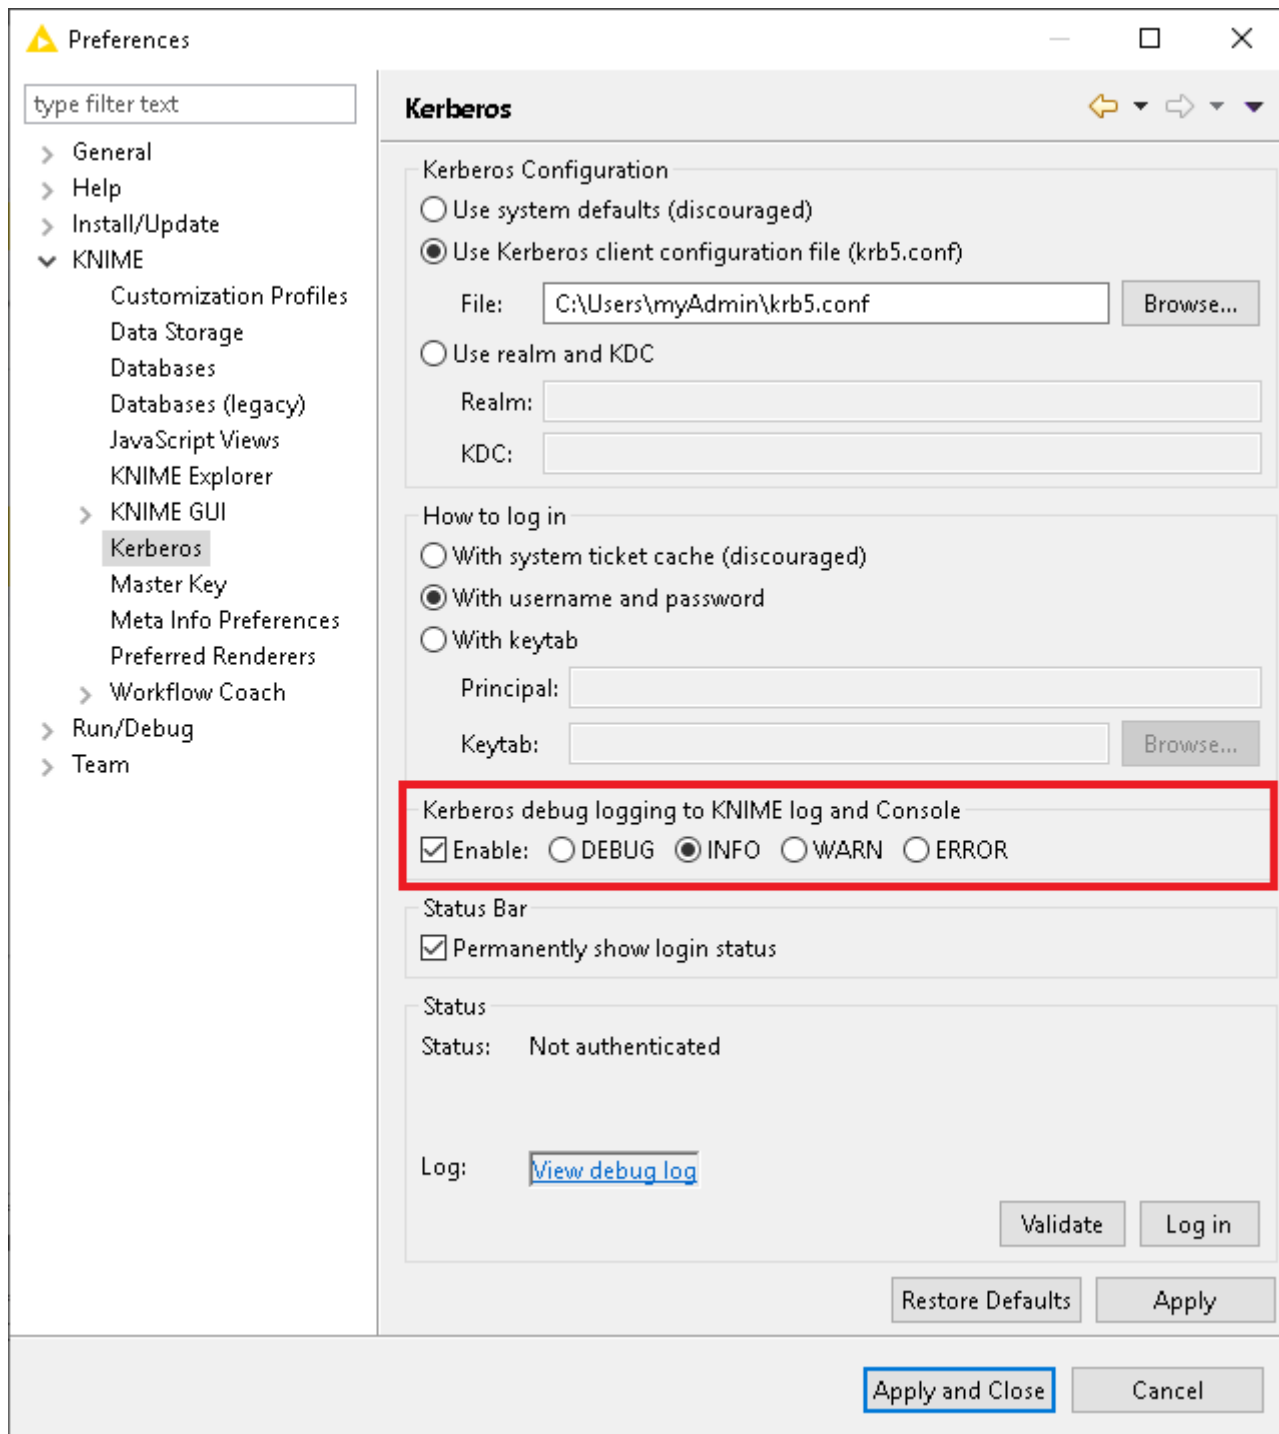 Preferences
type filter text
General
Help
Install/Update
KNIME
Customization Profiles
Data Storage
Databases
Databases (legacy)
JavaScript Views
KNIME Explorer
KNIME GUI
Kerberos
Master Key
Meta Info Preferences
Preferred Renderers
Workflow Coach
Run/Debug
Team
Kerberos
Kerberos Configuration
Use system defaults (discouraged)
Use Kerberos client configuration file (krb5.conf)
File: C:\Users\myAdmin\krb5.conf Browse...
Use realm and KDC
Realm:
KDC:
How to log in
With system ticket cache (discouraged)
With username and password
With keytab
Principal:
Keytab: Browse...
Kerberos debug logging to KNIME log and Console
Enable: DEBUG INFO WARN ERROR
Status Bar
Permanently show login status
Status
Status: Not authenticated
Log: View debug log
Validate Log in
Restore Defaults Apply
Apply and Close Cancel